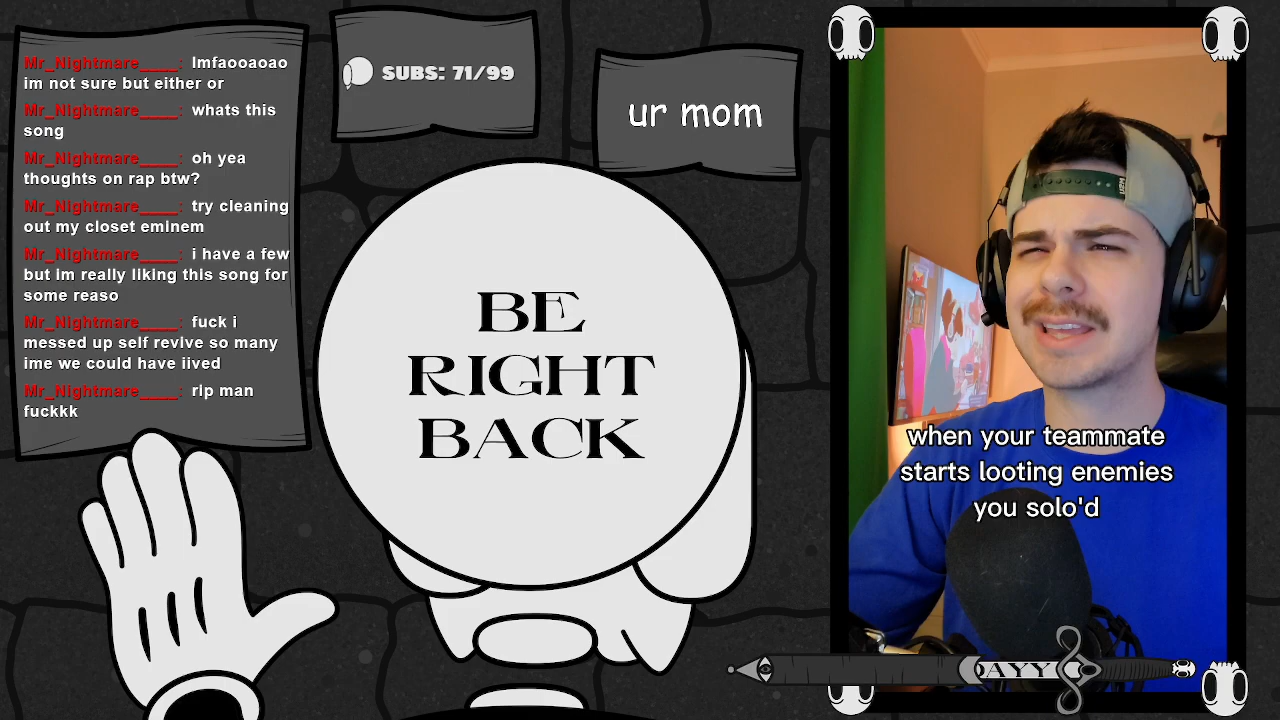 Mr_Nightmare____: lmfaooaoao
im not sure but either or
Mr_Nightmare____: whats this
song
Mr_Nightmare____: oh yea
thoughts on rap btw?
Mr_Nightmare____: try cleaning
out my closet eminem
Mr_Nightmare____: i have a few
but im really liking this song for
some reaso
Mr_Nightmare____: fuck i
messed up self revive so many
ime we could have iived
Mr_Nightmare____: rip man
fuckkk
SUBS: 71/99
ur mom
BE
RIGHT
BACK
when your teammate
starts looting enemies
you solo'd